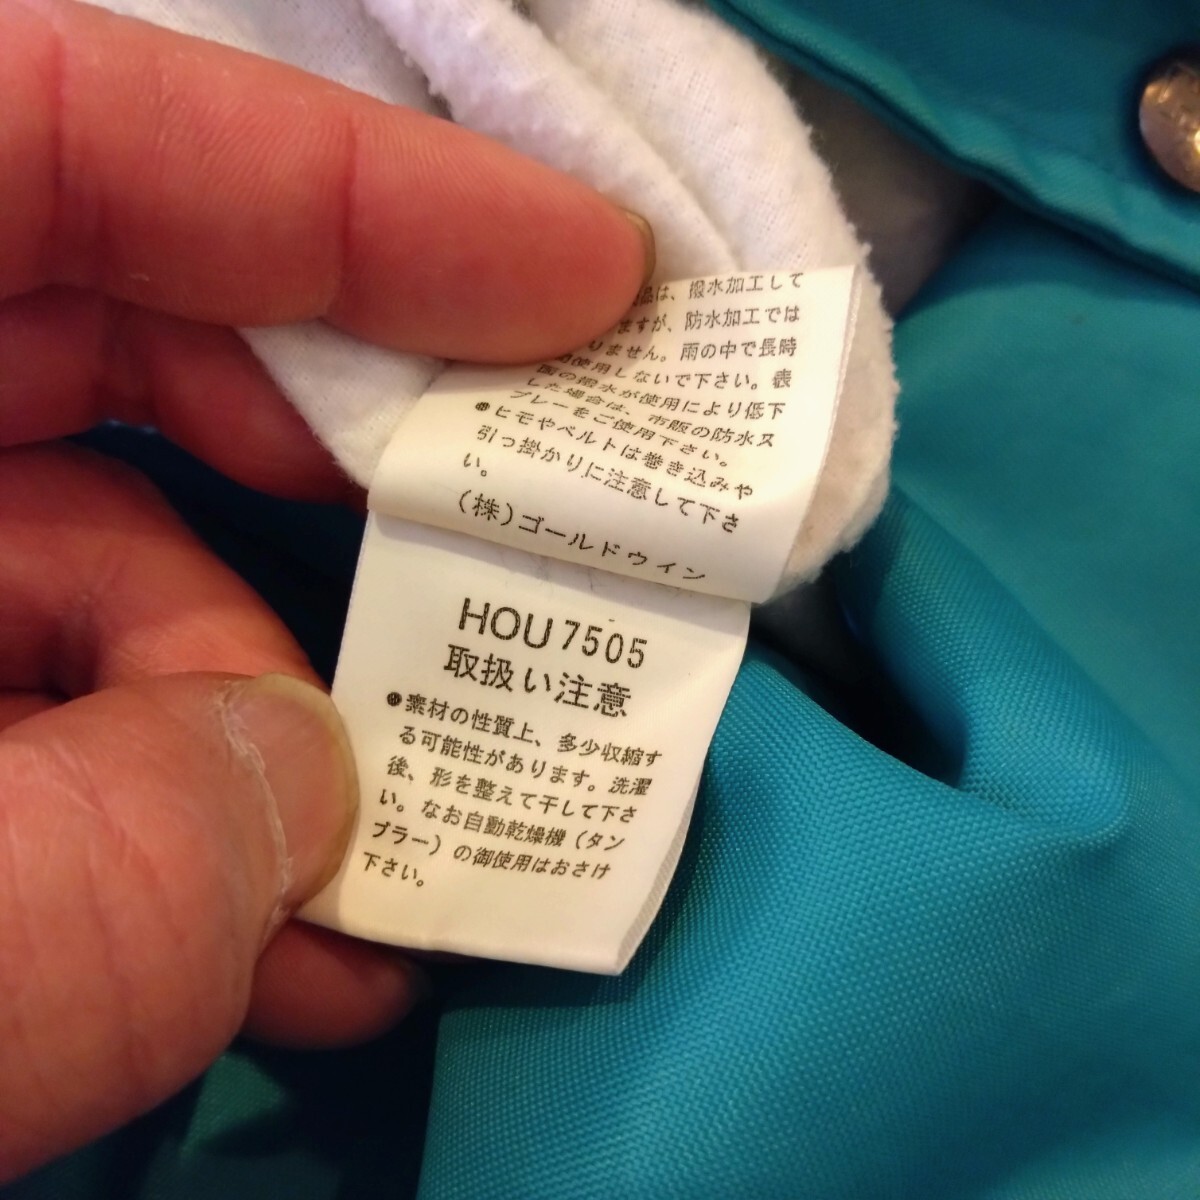 品は、撥水加工して
ますが、防水加工では
りません。雨の中で長時
間使用しないで下さい。表
面の撥水が使用により低下
した場合は、市販の防水ス
プレーをご使用下さい。
●ヒモやベルトは巻き込みや
引っ掛かりに注意して下さ
い。
(株)ゴールドウイン
HOU7505
取扱い注意
●素材の性質上、多少収縮す
る可能性があります。洗濯
後、形を整えて干して下さ
い。なお自動乾燥機(タン
ブラー)の御使用はおさけ
下さい。